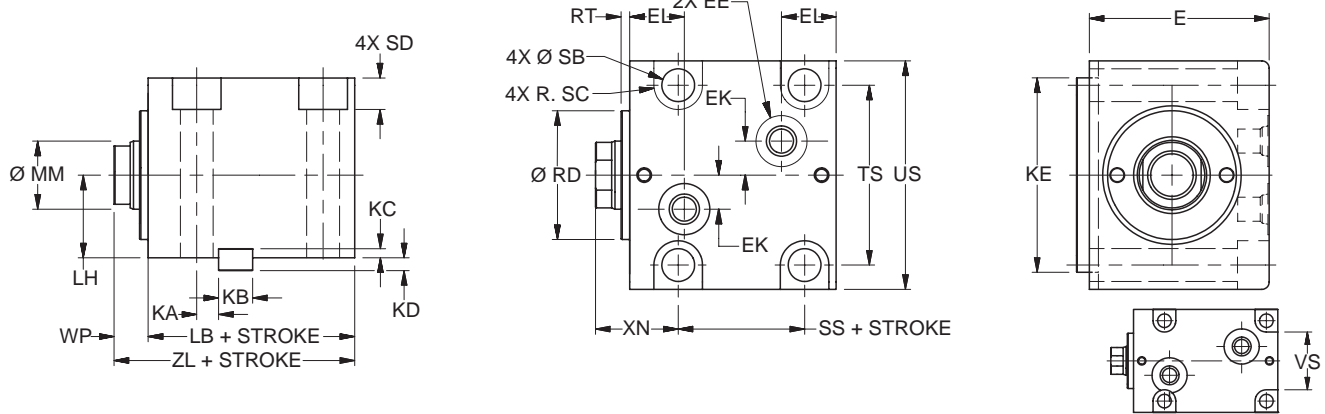 4X SD
Ø MM
LH
KA
KB
KC
KD
WP
LB + STROKE
ZL + STROKE
RT
EL
2X EE
EL
4X Ø SB
4X R. SC
EK
Ø RD
TS
US
EK
XN
SS + STROKE
E
KE
VS